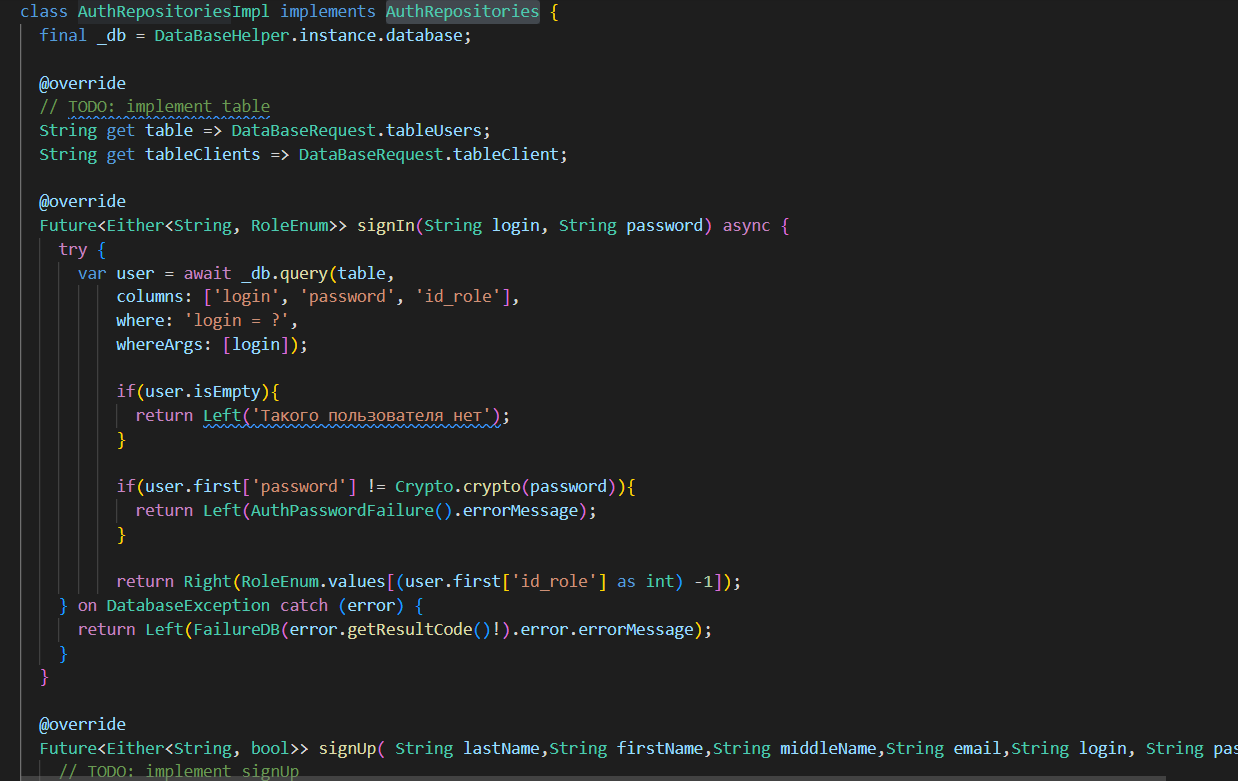 class AuthRepositoriesImpl implements AuthRepositories {
final _db = DataBaseHelper.instance.database;
@override
// TODO: implement table
String get table => DataBaseRequest.tableUsers;
String get tableClients => DataBaseRequest.tableClient;
@override
Future<Either<String, RoleEnum>> signIn(String login, String password) async {
try {
var user = await _db.query(table,
columns: ['login', 'password', 'id_role'],
where: 'login = ?',
whereArgs: [login]);
if(user.isEmpty){
return Left('Такого пользователя нет');
}
if(user.first['password'] != Crypto.crypto(password)){
return Left(AuthPasswordFailure().errorMessage);
}
return Right(RoleEnum.values[(user.first['id_role'] as int) -1]);
} on DatabaseException catch (error) {
return Left(FailureDB(error.getResultCode()!).error.errorMessage);
}
}
@override
Future<Either<String, bool>> signUp( String lastName,String firstName,String middleName,String email,String login, String pas
// TODO: implement signUp